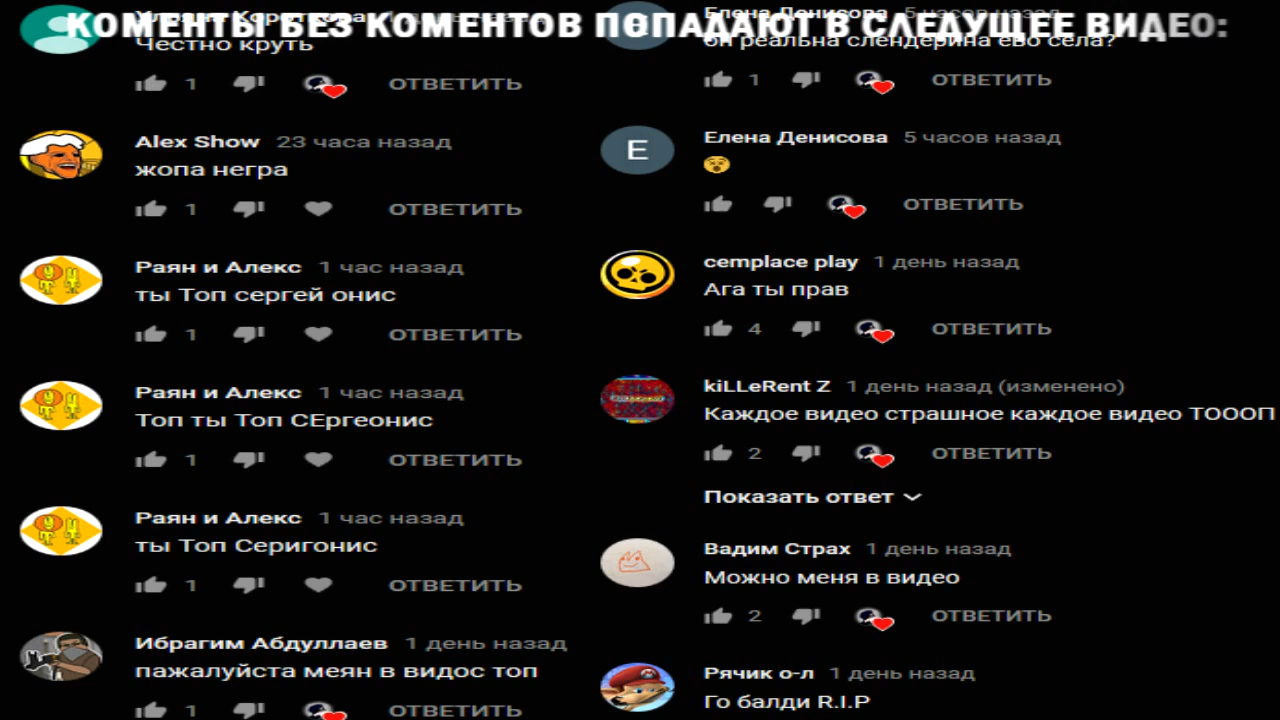 КОМЕНТЫ БЕЗ КОМЕНТОВ ПОПАДАЮТ В СЛЕДУЩЕЕ ВИДЕО:
Честно круть
1 ОТВЕТИТЬ
Alex Show 23 часа назад
жопа негра
1 ОТВЕТИТЬ
Раян и Алекс 1 час назад
ты Топ сергей онис
1 ОТВЕТИТЬ
Раян и Алекс 1 час назад
Топ ты Топ СЕргеонис
1 ОТВЕТИТЬ
Раян и Алекс 1 час назад
ты Топ Серигонис
1 ОТВЕТИТЬ
Ибрагим Абдуллаев 1 день назад
пажалуйста меян в видос топ
1 ОТВЕТИТЬ
Елена Денисова 5 часов назад
он реальна слендерина ево села?
1 ОТВЕТИТЬ
E
Елена Денисова 5 часов назад
😵
ОТВЕТИТЬ
cemplace play 1 день назад
Ага ты прав
4 ОТВЕТИТЬ
kiLLeRent Z 1 день назад (изменено)
Каждое видео страшное каждое видео ТОООП
2 ОТВЕТИТЬ
Показать ответ
Вадим Страх 1 день назад
Можно меня в видео
2 ОТВЕТИТЬ
Рячик о-л 1 день назад
Го балди R.I.P